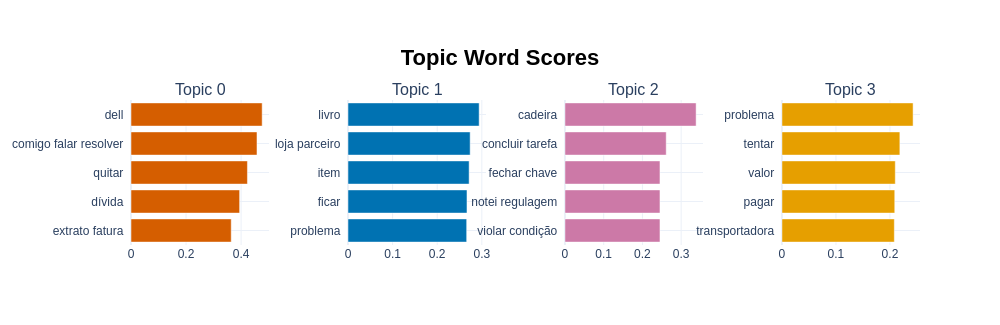 Topic Word Scores
Topic 0
dell
comigo falar resolver
quitar
dívida
extrato fatura
0 0.2 0.4
Topic 1
livro
loja parceiro
item
ficar
problema
0 0.1 0.2 0.3
Topic 2
cadeira
concluir tarefa
fechar chave
notei regulagem
violar condição
0 0.1 0.2 0.3
Topic 3
problema
tentar
valor
pagar
transportadora
0 0.1 0.2